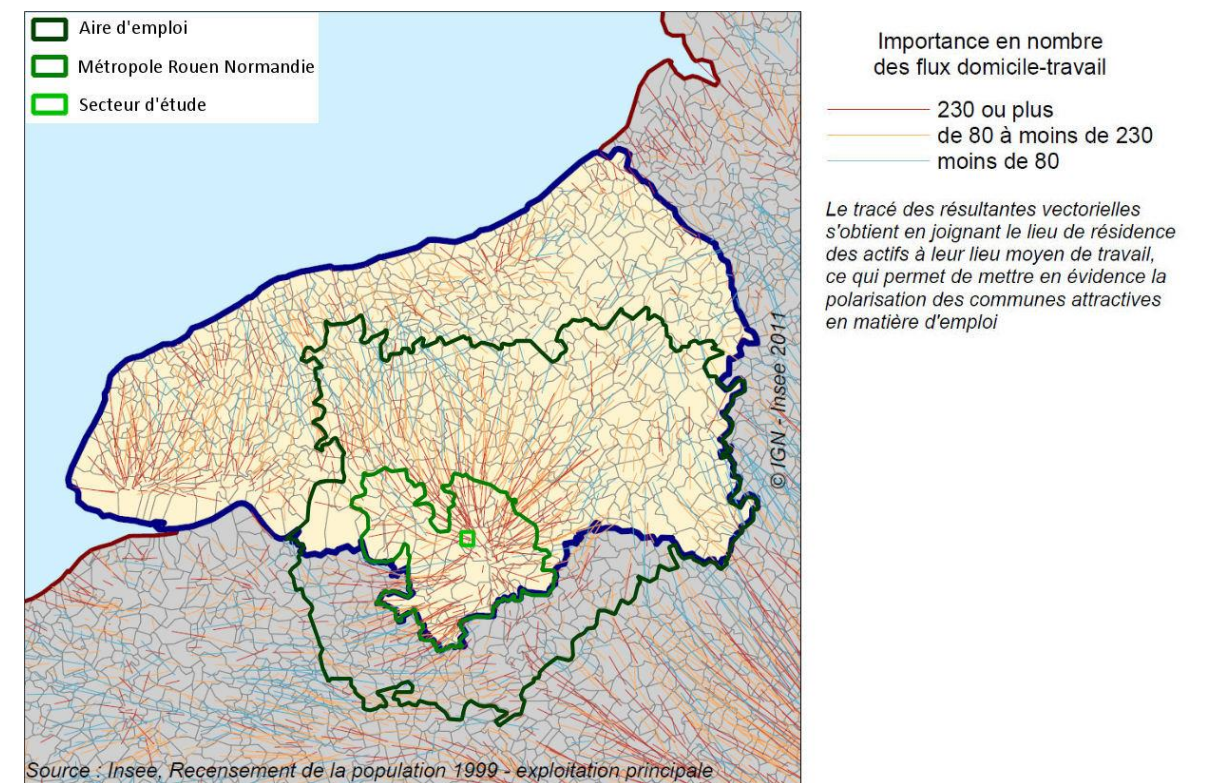 Aire d'emploi
Métropole Rouen Normandie
Secteur d'étude
Importance en nombre
des flux domicile-travail
230 ou plus
de 80 à moins de 230
moins de 80
Le tracé des résultantes vectorielles
s'obtient en joignant le lieu de résidence
des actifs à leur lieu moyen de travail,
ce qui permet de mettre en évidence la
polarisation des communes attractives
en matière d'emploi
© IGN - Insee 2011
Source : Insee, Recensement de la population 1999 - exploitation principale